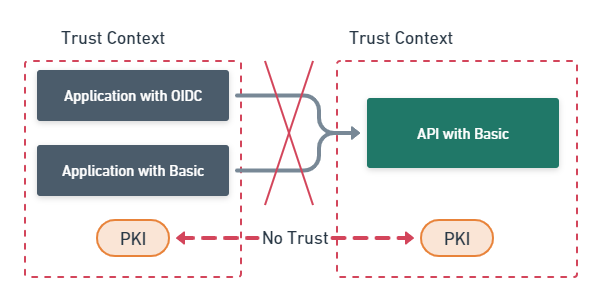 Trust Context
Trust Context
Application with OIDC
API with Basic
Application with Basic
PKI
No Trust
PKI